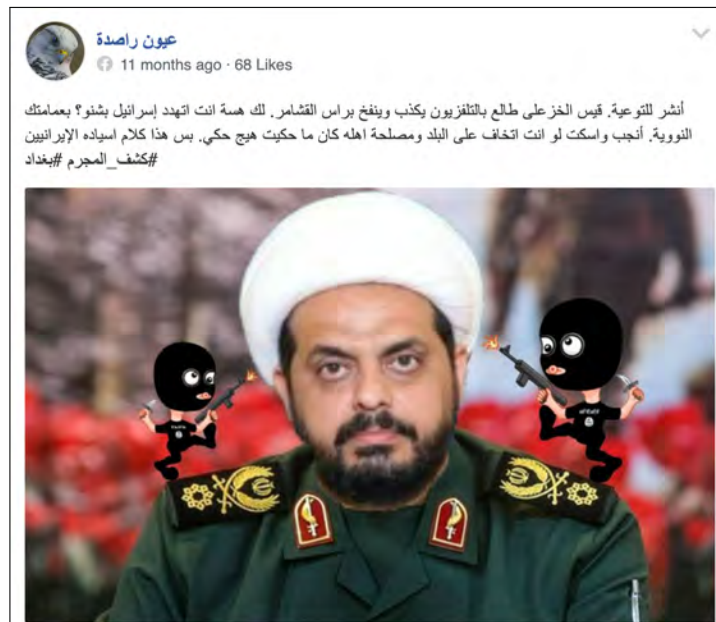 عيون راصدة
11 months ago · 68 Likes
أنشر للتوعية. قيس الخزعلي طالع بالتلفزيون يكذب وينفخ براس القشامر. لك هسة انت اتهدد إسرائيل بشنو؟ بعمامتك
النووية. أنجب واسكت لو انت اتخاف على البلد ومصلحة اهله كان ما حكيت هيج حكي. بس هذا كلام اسياده الإيرانيين
#كشف_المجرم #بغداد